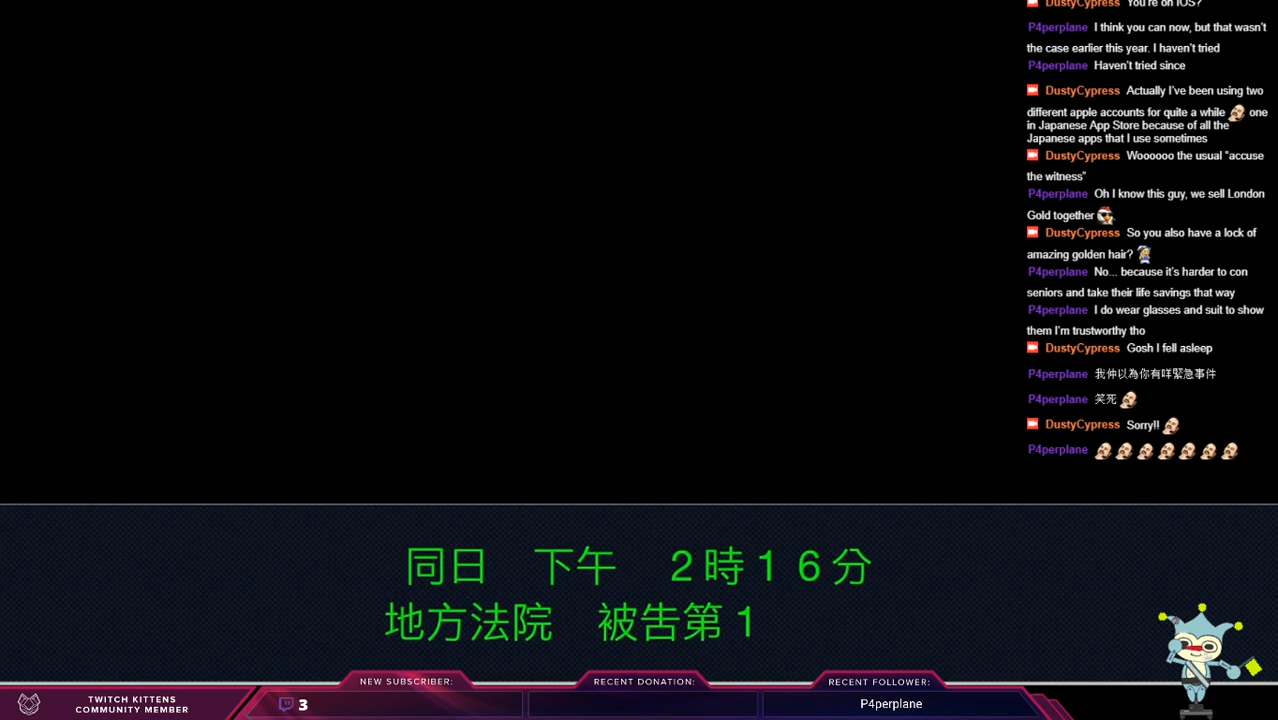 DustyCypress You're on iOS?
P4perplane I think you can now, but that wasn't
the case earlier this year. I haven't tried
P4perplane Haven't tried since
DustyCypress Actually I've been using two
different apple accounts for quite a while one
in Japanese App Store because of all the
Japanese apps that I use sometimes
DustyCypress Woooooo the usual "accuse
the witness"
P4perplane Oh I know this guy, we sell London
Gold together
DustyCypress So you also have a lock of
amazing golden hair?
P4perplane No... because it's harder to con
seniors and take their life savings that way
P4perplane I do wear glasses and suit to show
them I'm trustworthy tho
DustyCypress Gosh I fell asleep
P4perplane 我仲以為你有咩緊急事件
P4perplane 笑死
DustyCypress Sorry!!
P4perplane
同日 下午 2時16分
地方法院 被告第1
NEW SUBSCRIBER:
RECENT DONATION:
RECENT FOLLOWER:
TWITCH KITTENS
COMMUNITY MEMBER
3
P4perplane